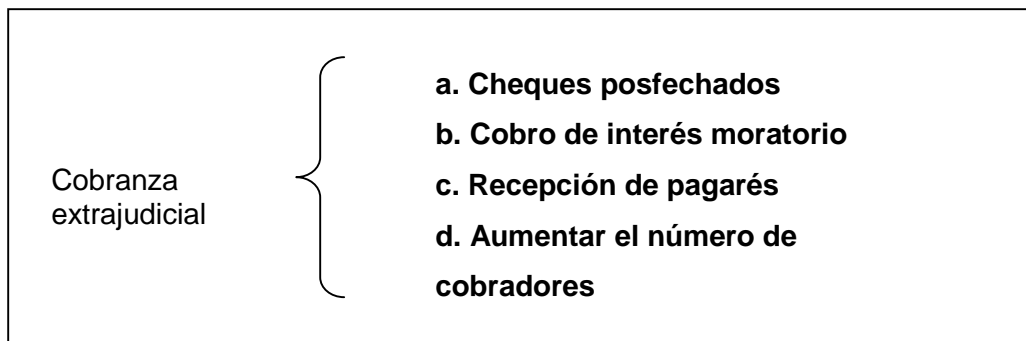 Cobranza
extrajudicial
a. Cheques posfechados
b. Cobro de interés moratorio
c. Recepción de pagarés
d. Aumentar el número de
cobradores